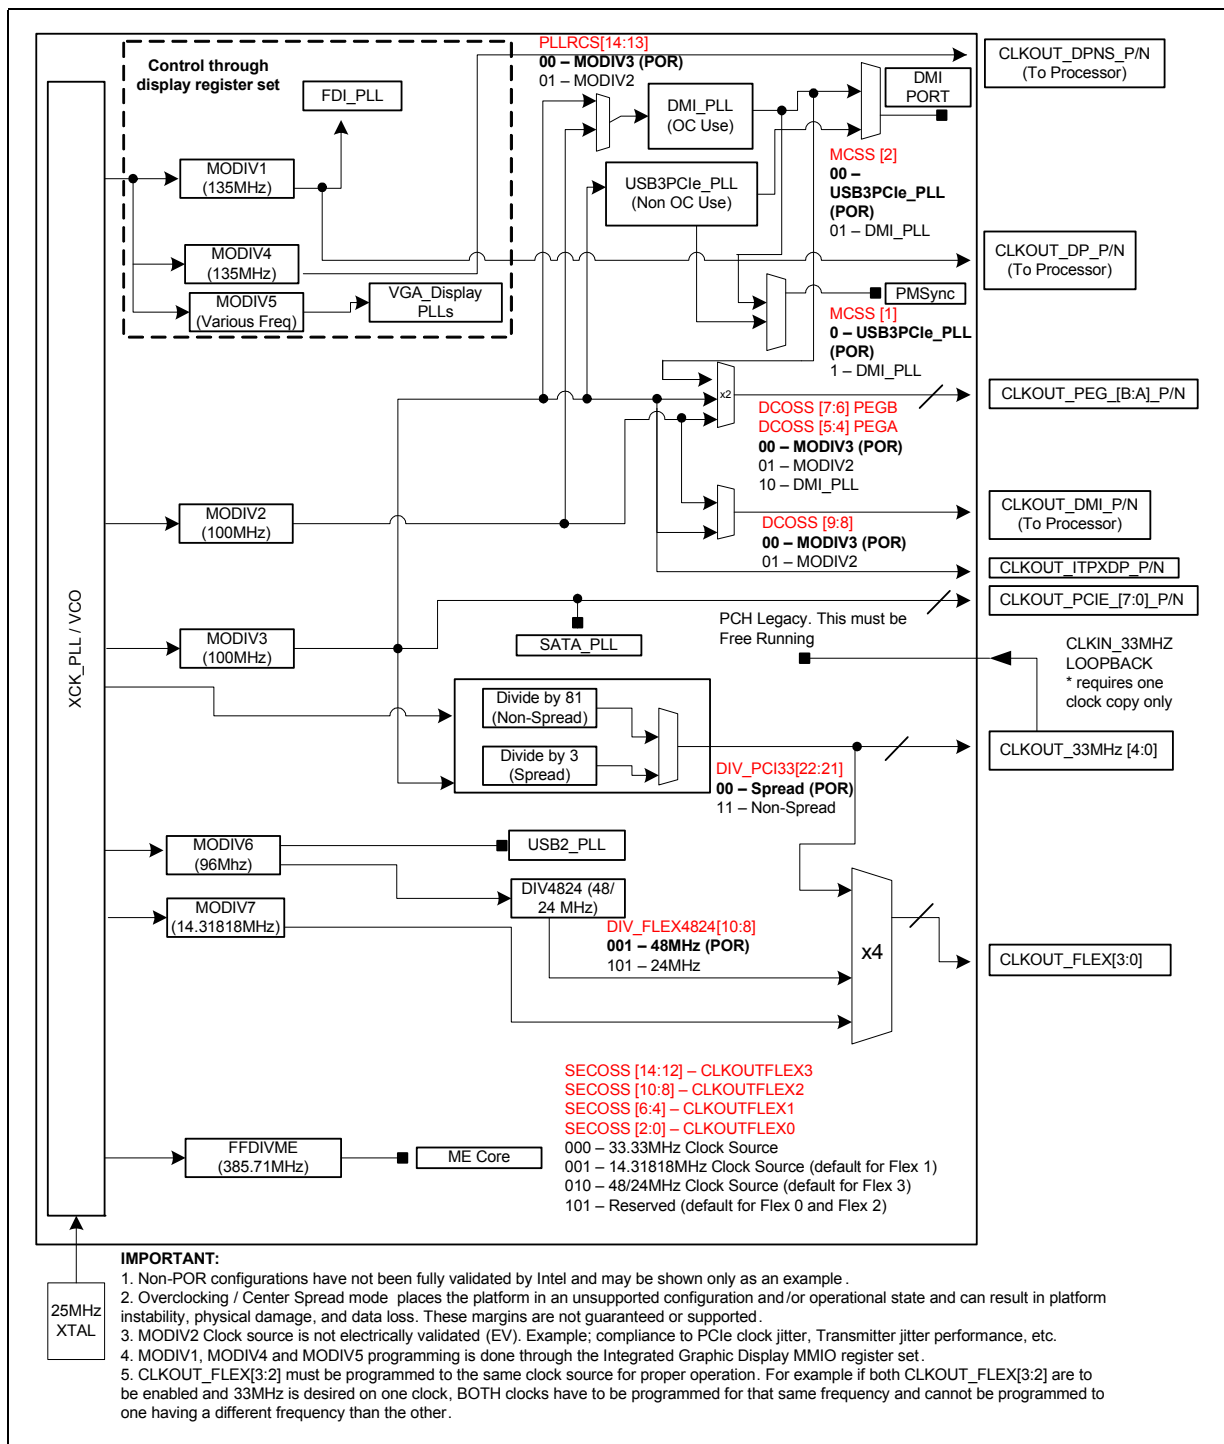 Control through
display register set
FDI_PLL
MODIV1
(135MHz)
MODIV4
(135MHz)
MODIV5
(Various Freq)
VGA_Display
PLLs
PLLRCS[14:13]
00 – MODIV3 (POR)
01 – MODIV2
DMI_PLL
(OC Use)
USB3PCIe_PLL
(Non OC Use)
DMI
PORT
MCSS [2]
00 –
USB3PCIe_PLL
(POR)
01 – DMI_PLL
PMSync
MCSS [1]
0 – USB3PCIe_PLL
(POR)
1 – DMI_PLL
x2
DCOSS [7:6] PEGB
DCOSS [5:4] PEGA
00 – MODIV3 (POR)
01 – MODIV2
10 – DMI_PLL
DCOSS [9:8]
00 – MODIV3 (POR)
01 – MODIV2
CLKOUT_DPNS_P/N
(To Processor)
CLKOUT_DP_P/N
(To Processor)
CLKOUT_PEG_[B:A]_P/N
CLKOUT_DMI_P/N
(To Processor)
CLKOUT_ITPXDP_P/N
CLKOUT_PCIE_[7:0]_P/N
XCK_PLL / VCO
MODIV2
(100MHz)
MODIV3
(100MHz)
SATA_PLL
PCH Legacy. This must be
Free Running
CLKIN_33MHZ
LOOPBACK
* requires one
clock copy only
CLKOUT_33MHz [4:0]
Divide by 81
(Non-Spread)
Divide by 3
(Spread)
DIV_PCI33[22:21]
00 – Spread (POR)
11 – Non-Spread
MODIV6
(96Mhz)
USB2_PLL
MODIV7
(14.31818MHz)
DIV4824 (48/
24 MHz)
DIV_FLEX4824[10:8]
001 – 48MHz (POR)
101 – 24MHz
x4
CLKOUT_FLEX[3:0]
SECOSS [14:12] – CLKOUTFLEX3
SECOSS [10:8] – CLKOUTFLEX2
SECOSS [6:4] – CLKOUTFLEX1
SECOSS [2:0] – CLKOUTFLEX0
000 – 33.33MHz Clock Source
001 – 14.31818MHz Clock Source (default for Flex 1)
010 – 48/24MHz Clock Source (default for Flex 3)
101 – Reserved (default for Flex 0 and Flex 2)
FFDIVME
(385.71MHz)
ME Core
25MHz
XTAL
IMPORTANT:
1. Non-POR configurations have not been fully validated by Intel and may be shown only as an example .
2. Overclocking / Center Spread mode places the platform in an unsupported configuration and /or operational state and can result in platform
instability, physical damage, and data loss. These margins are not guaranteed or supported.
3. MODIV2 Clock source is not electrically validated (EV). Example; compliance to PCIe clock jitter, Transmitter jitter performance, etc.
4. MODIV1, MODIV4 and MODIV5 programming is done through the Integrated Graphic Display MMIO register set .
5. CLKOUT_FLEX[3:2] must be programmed to the same clock source for proper operation. For example if both CLKOUT_FLEX[3:2] are to
be enabled and 33MHz is desired on one clock, BOTH clocks have to be programmed for that same frequency and cannot be programmed to
one having a different frequency than the other .